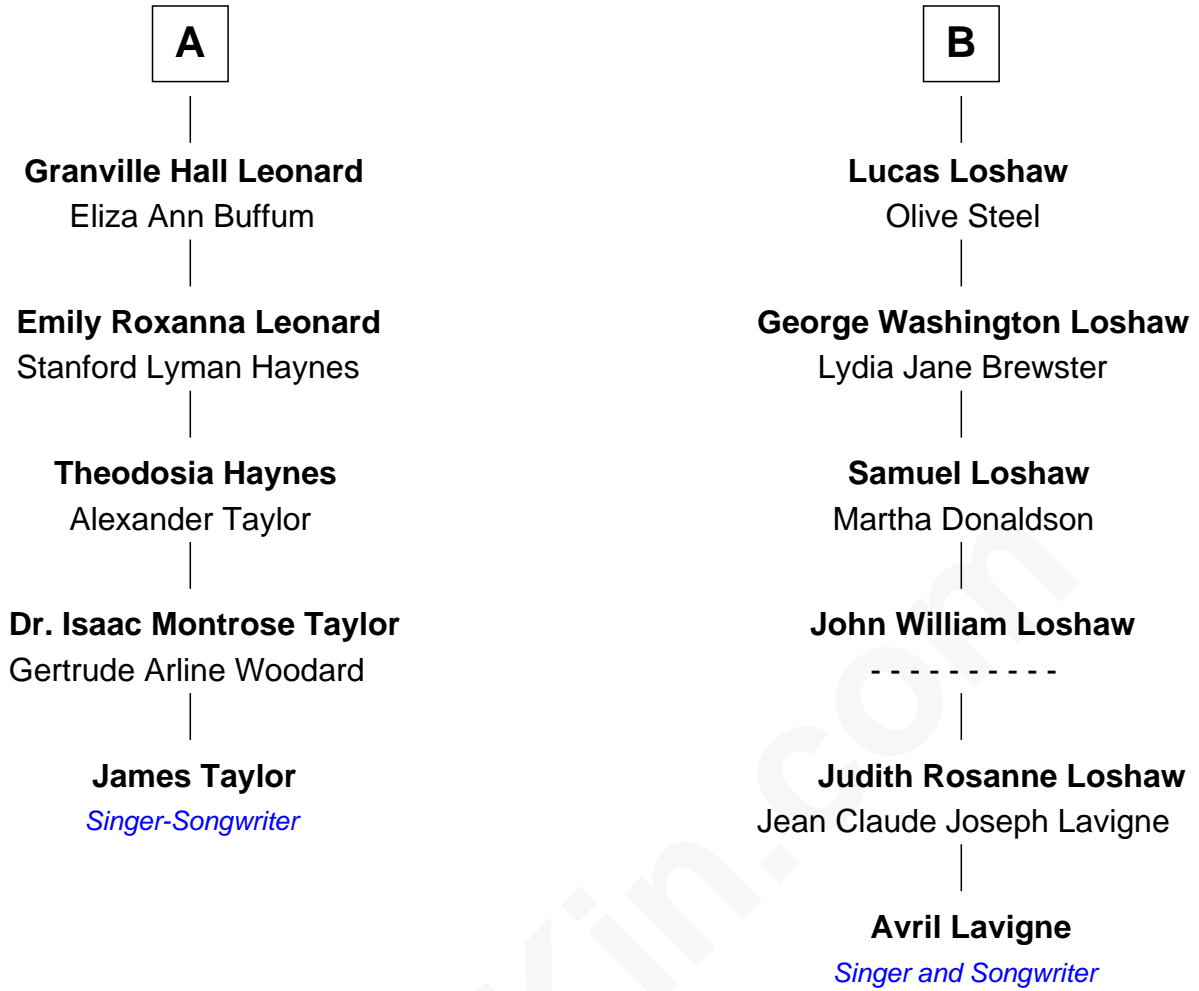 A
Granville Hall Leonard
Eliza Ann Buffum
Emily Roxanna Leonard
Stanford Lyman Haynes
Theodosia Haynes
Alexander Taylor
Dr. Isaac Montrose Taylor
Gertrude Arline Woodard
James Taylor
Singer-Songwriter
B
Lucas Loshaw
Olive Steel
George Washington Loshaw
Lydia Jane Brewster
Samuel Loshaw
Martha Donaldson
John William Loshaw
- - - - - - - - - -
Judith Rosanne Loshaw
Jean Claude Joseph Lavigne
Avril Lavigne
Singer and Songwriter